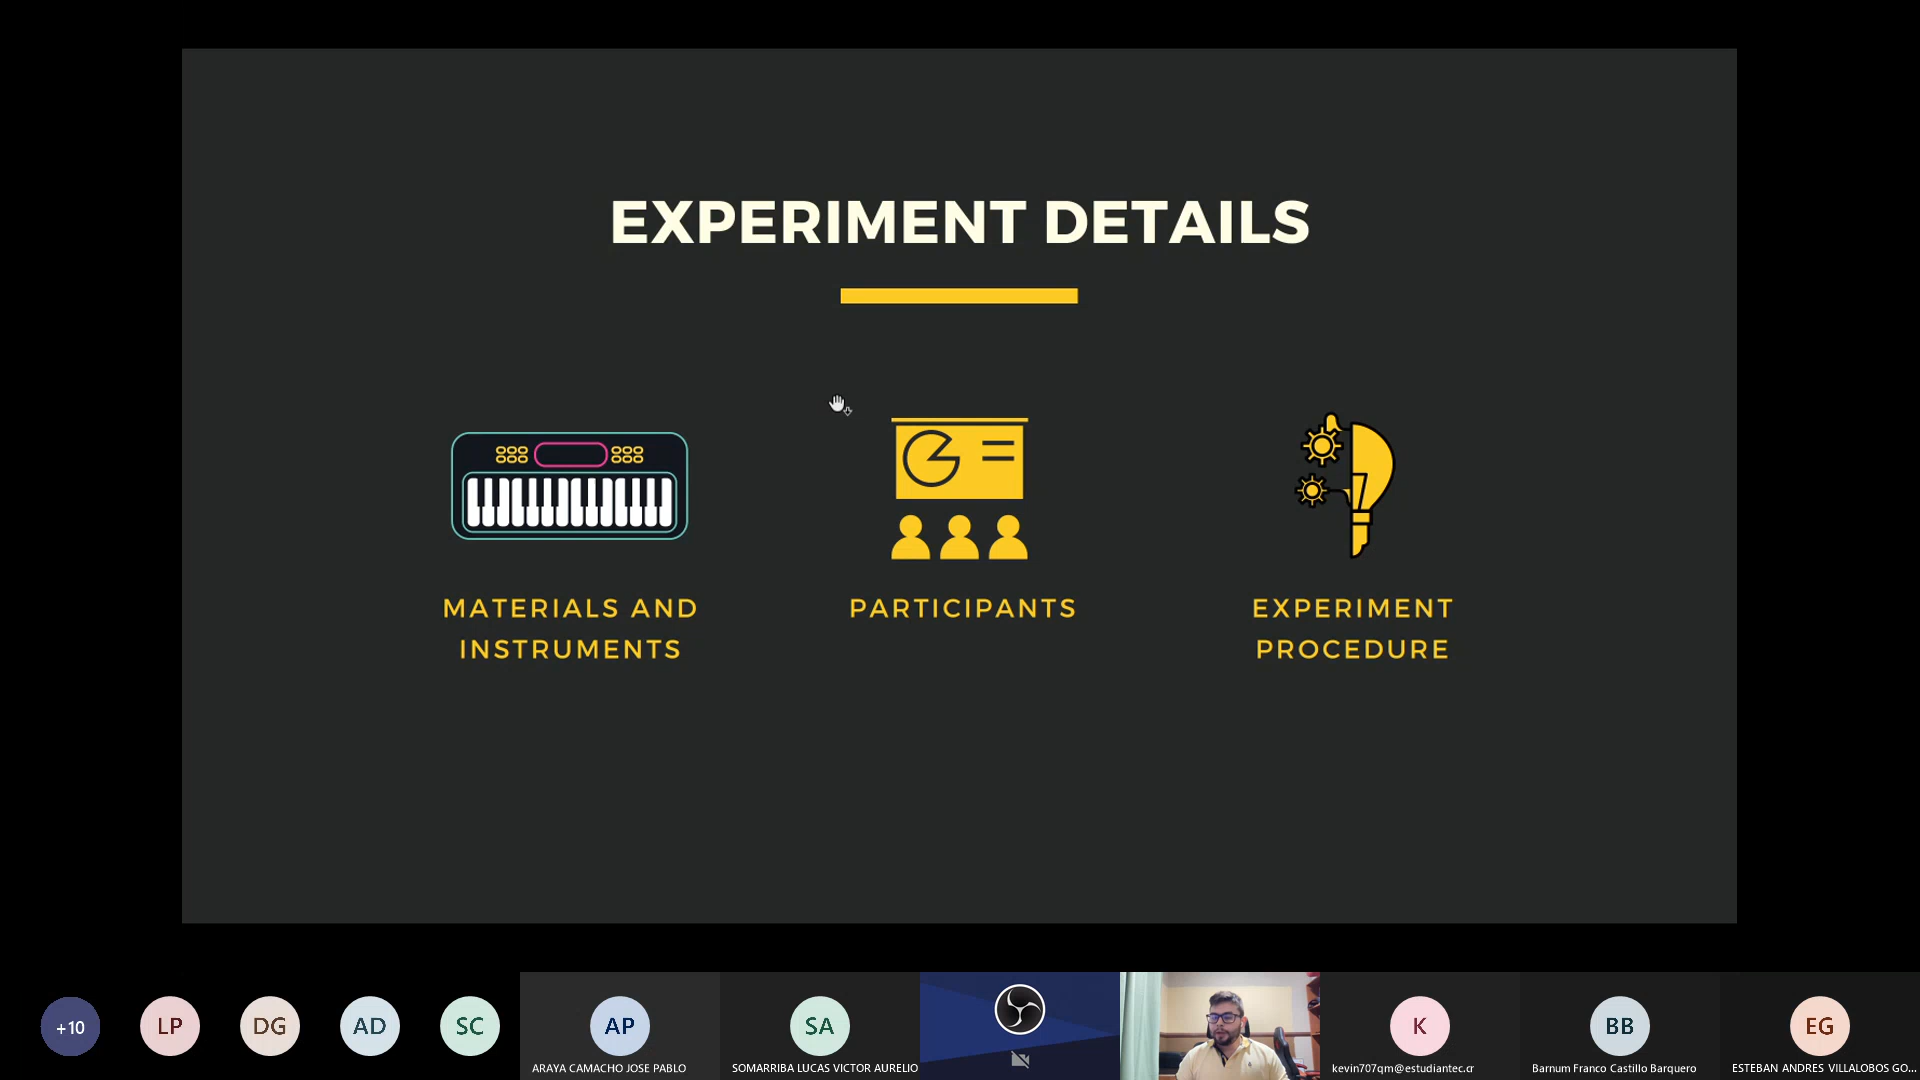 EXPERIMENT DETAILS
MATERIALS AND
INSTRUMENTS
PARTICIPANTS
EXPERIMENT
PROCEDURE
+10
LP
DG
AD
SC
AP
ARAYA CAMACHO JOSE PABLO
SA
SOMARRIBA LUCAS VICTOR AURELIO
K
kevin707qm@estudiantec.cr
BB
Barnum Franco Castillo Barquero
EG
ESTEBAN ANDRES VILLALOBOS GO...